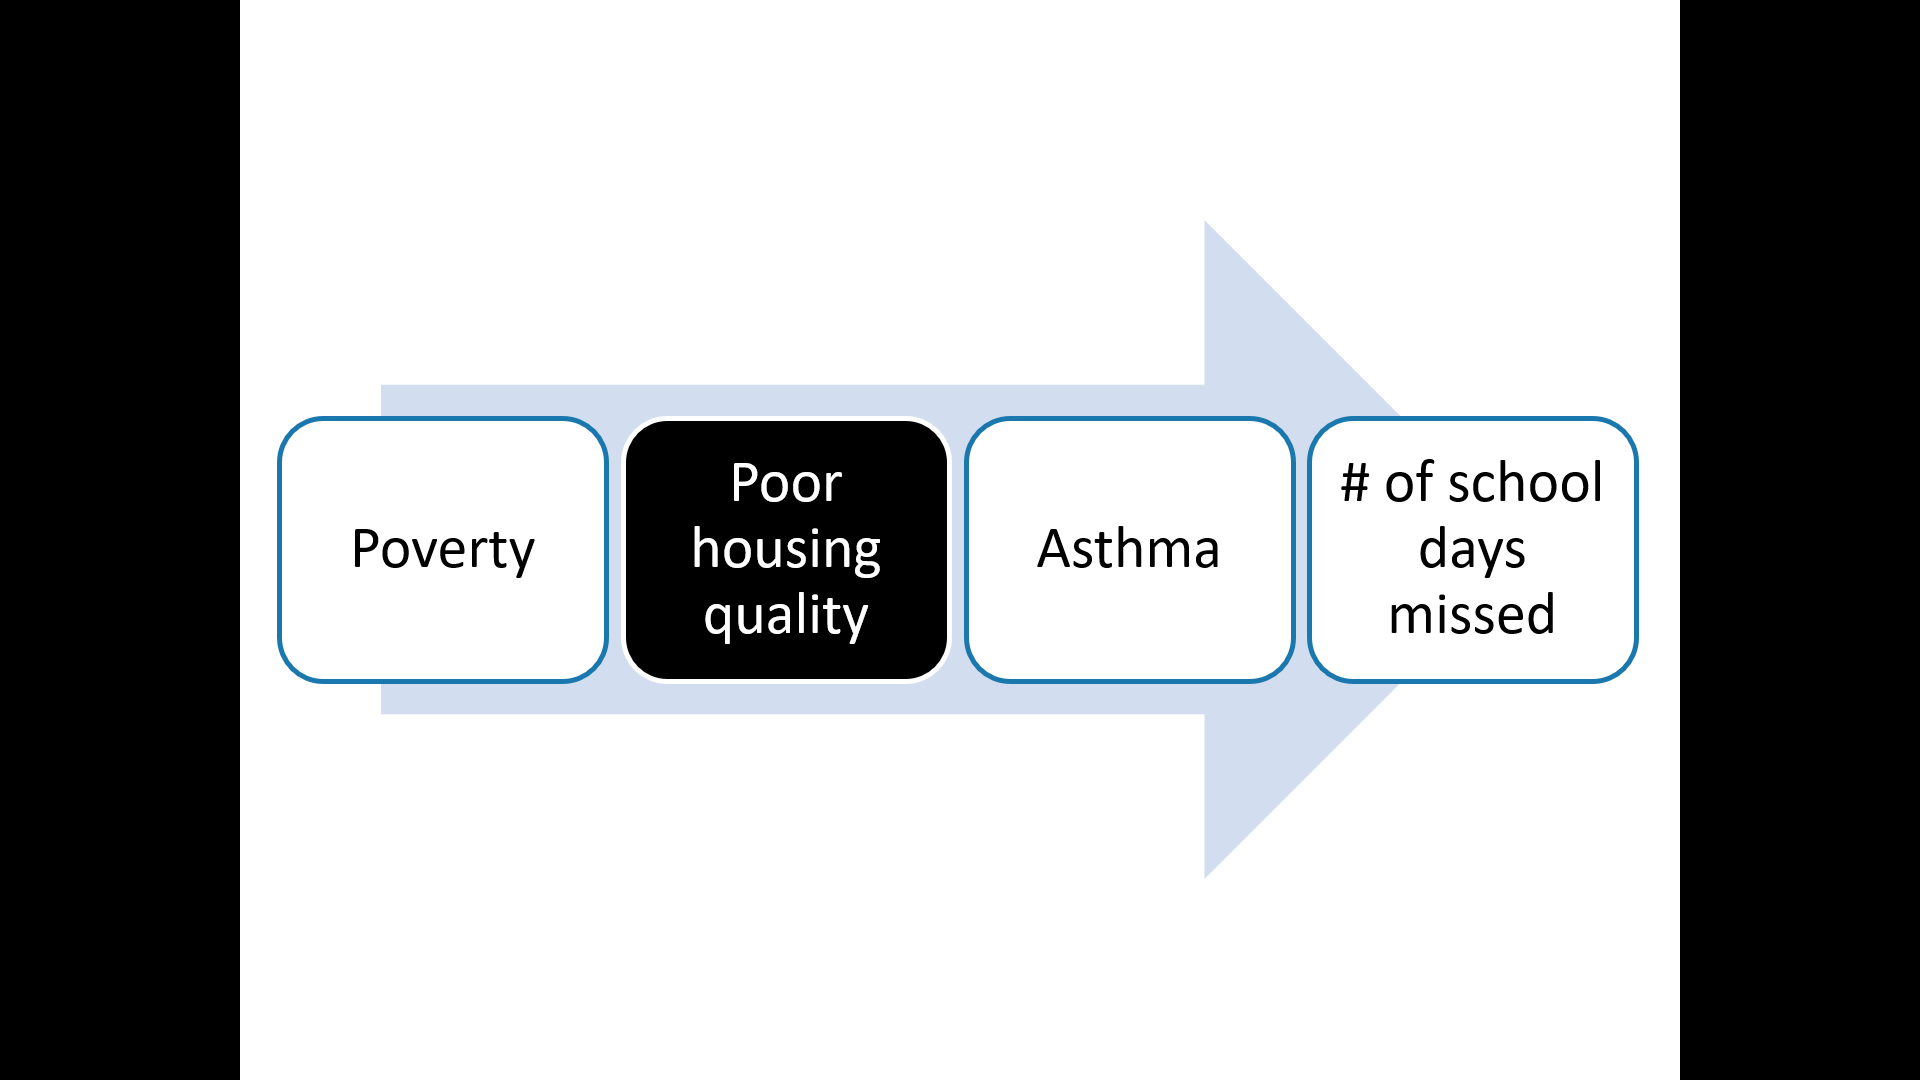 Poverty
Poor
housing
quality
Asthma
# of school
days
missed